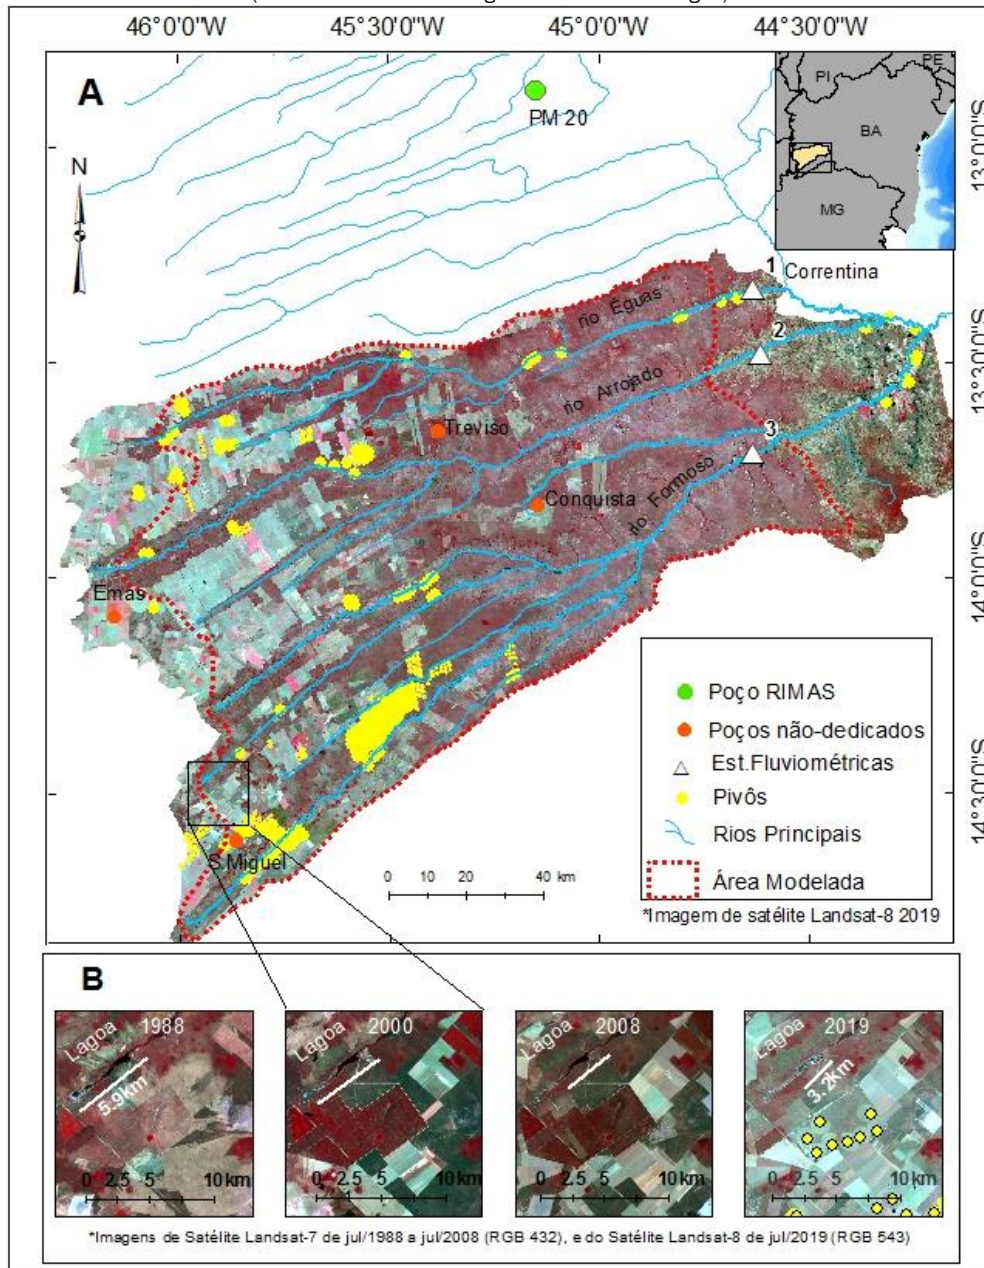 46°0'0"W 45°30'0"W 45°0'0"W 44°30'0"W
A
PM 20
N
PI
PE
BA
MG
13°0'0"S
13°30'0"S
14°0'0"S
14°30'0"S
1
Correntina
rio Éguas
2
rio Arrojado
3
Treviso
Conquista
do Formoso
Emas
S.Miguel
0 10 20 40 km
Poço RIMAS
Poços não-dedicados
Est.Fluviométricas
Pivôs
Rios Principais
Área Modelada
*Imagem de satélite Landsat-8 2019
B
Lagoa 1988
5.9km
0 2.5 5 10 km
Lagoa 2000
0 2.5 5 10 km
Lagoa 2008
0 2.5 5 10 km
Lagoa 2019
3.2km
0 2.5 5 10 km
*Imagens de Satélite Landsat-7 de jul/1988 a jul/2008 (RGB 432), e do Satélite Landsat-8 de jul/2019 (RGB 543)